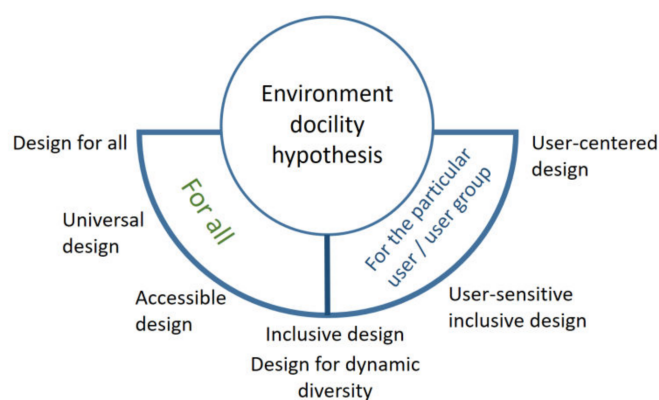 Environment
docility
hypothesis
Design for all
User-centered
design
For all
For the particular
user / user group
Universal
design
Accessible
design
User-sensitive
inclusive design
Inclusive design
Design for dynamic
diversity